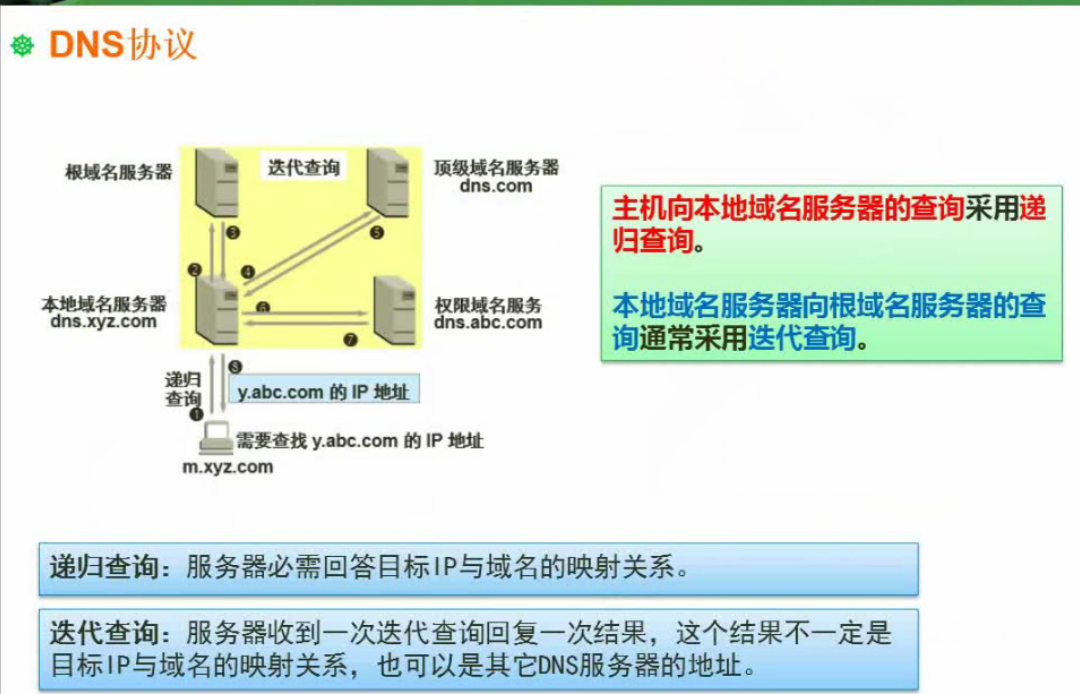 DNS协议
根域名服务器
迭代查询
顶级域名服务器
dns.com
❸
❺
❷
❹
本地域名服务器
dns.xyz.com
❻
权限域名服务
dns.abc.com
❼
递归
查询
❽
y.abc.com 的 IP 地址
❶
需要查找 y.abc.com 的 IP 地址
m.xyz.com
主机向本地域名服务器的查询采用递
归查询。
本地域名服务器向根域名服务器的查
询通常采用迭代查询。
递归查询：服务器必需回答目标IP与域名的映射关系。
迭代查询：服务器收到一次迭代查询回复一次结果，这个结果不一定是
目标IP与域名的映射关系，也可以是其它DNS服务器的地址。